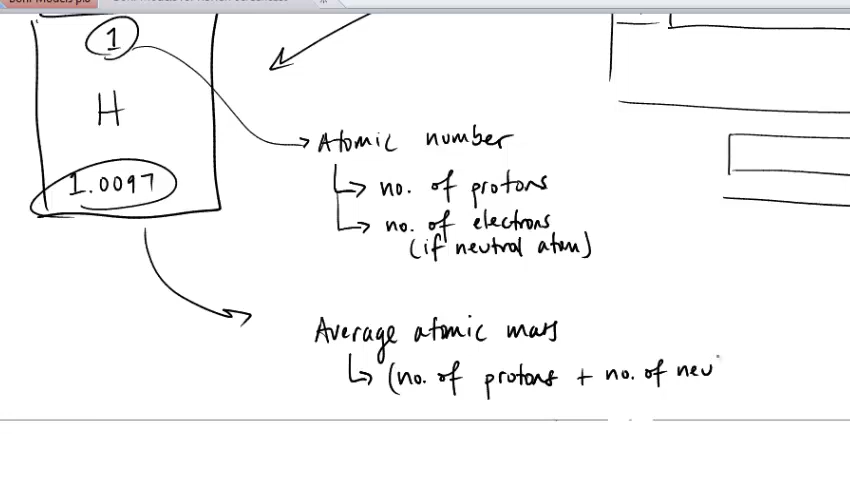 1
H
1.0097
Atomic number
↳ no. of protons
↳ no. of electrons
(if neutral atom)
Average atomic mass
↳ (no. of protons + no. of neu